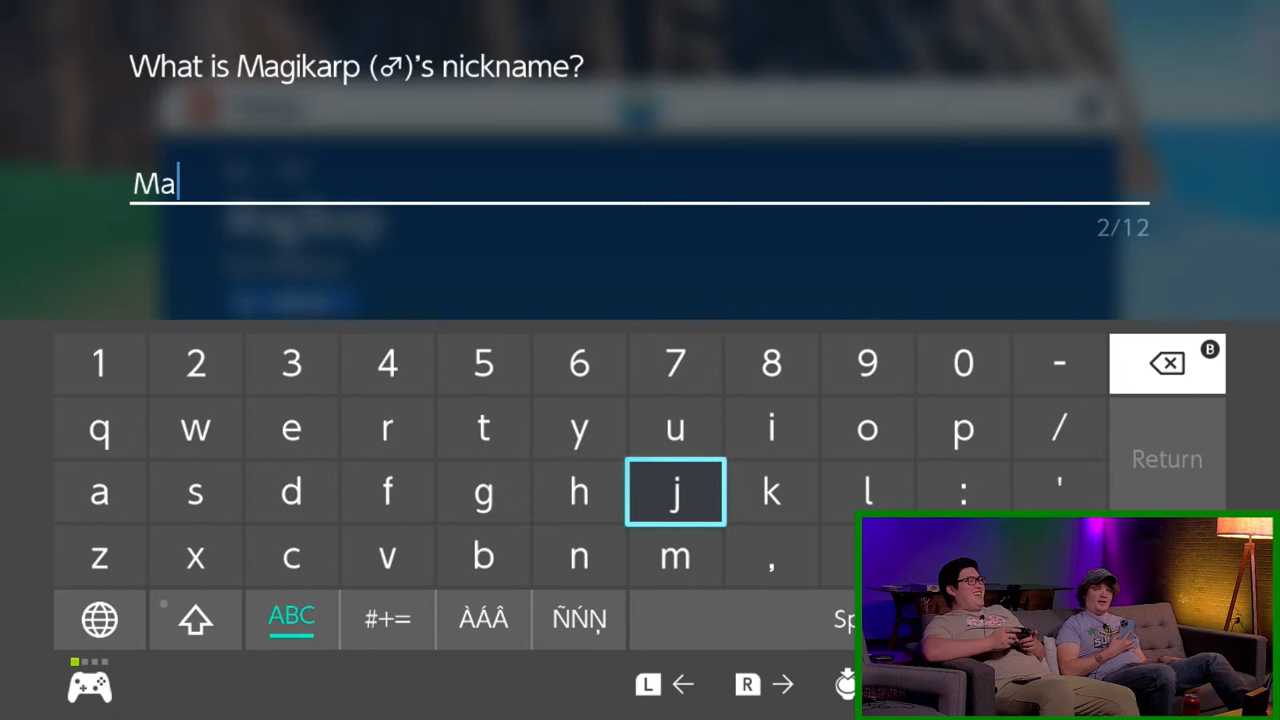 What is Magikarp (♂)'s nickname?
Ma
2/12
1 2 3 4 5 6 7 8 9 0 -
B
q w e r t y u i o p /
Return
a s d f g h j k l : '
z x c v b n m ,
ABC #+= ÀÁÂ ÑŃŅ Sp
L ← R →